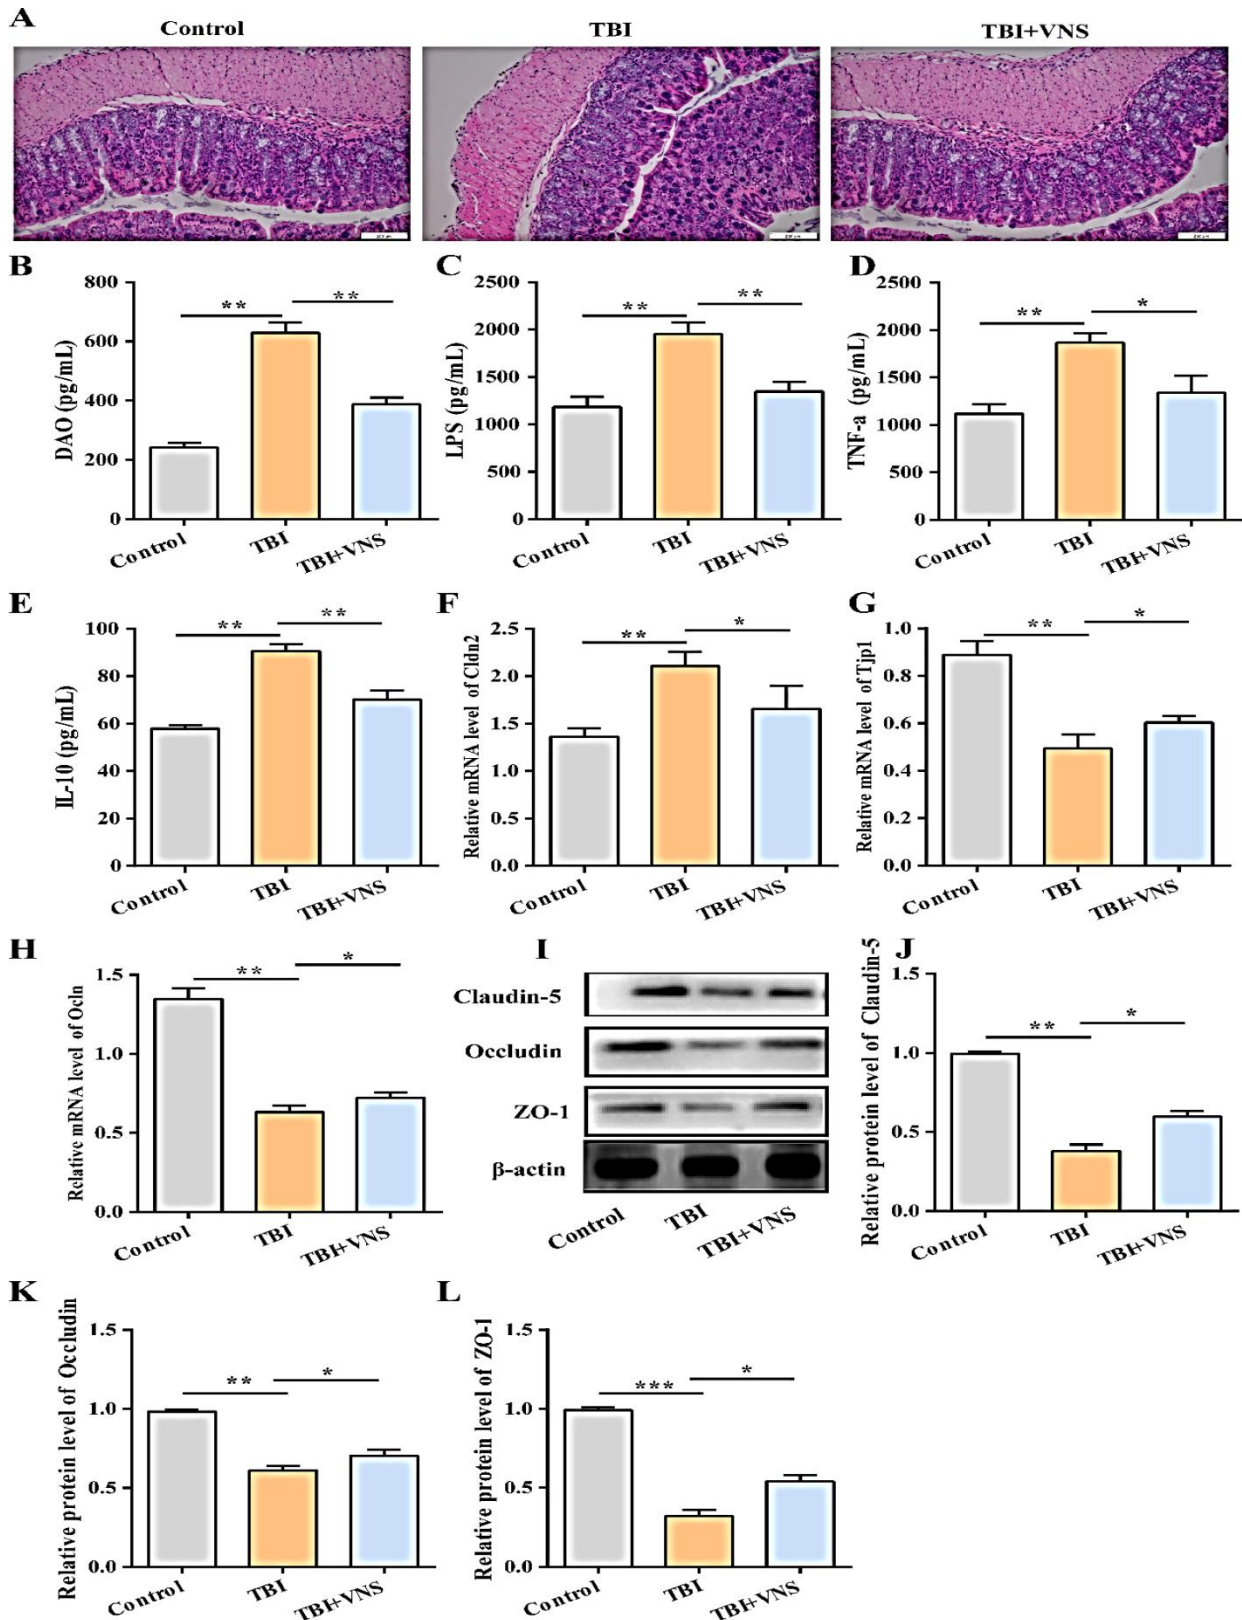 A
Control
TBI
TBI+VNS
B
DAO (pg/mL)
800
600
400
200
0
**
**
Control
TBI
TBI+VNS
C
LPS (pg/mL)
2500
2000
1500
1000
500
0
**
**
Control
TBI
TBI+VNS
D
TNF-a (pg/mL)
2500
2000
1500
1000
500
0
**
*
Control
TBI
TBI+VNS
E
IL-10 (pg/mL)
100
80
60
40
20
0
**
**
Control
TBI
TBI+VNS
F
Relative mRNA level of Cldn2
2.5
2.0
1.5
1.0
0.5
0.0
**
*
Control
TBI
TBI+VNS
G
Relative mRNA level of Tjp1
1.0
0.8
0.6
0.4
0.2
0.0
**
*
Control
TBI
TBI+VNS
H
Relative mRNA level of Ocln
1.5
1.0
0.5
0.0
**
*
Control
TBI
TBI+VNS
I
Claudin-5
Occludin
ZO-1
β-actin
Control
TBI
TBI+VNS
J
Relative protein level of Claudin-5
1.5
1.0
0.5
0.0
**
*
Control
TBI
TBI+VNS
K
Relative protein level of Occludin
1.5
1.0
0.5
0.0
**
*
Control
TBI
TBI+VNS
L
Relative protein level of ZO-1
1.5
1.0
0.5
0.0
***
*
Control
TBI
TBI+VNS